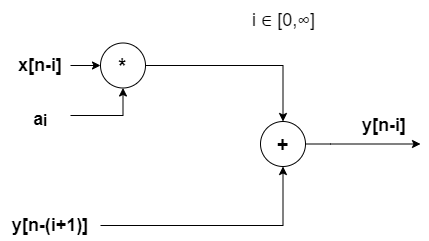 i ∈ [0,∞]
x[n-i]
*
aᵢ
+
y[n-i]
y[n-(i+1)]